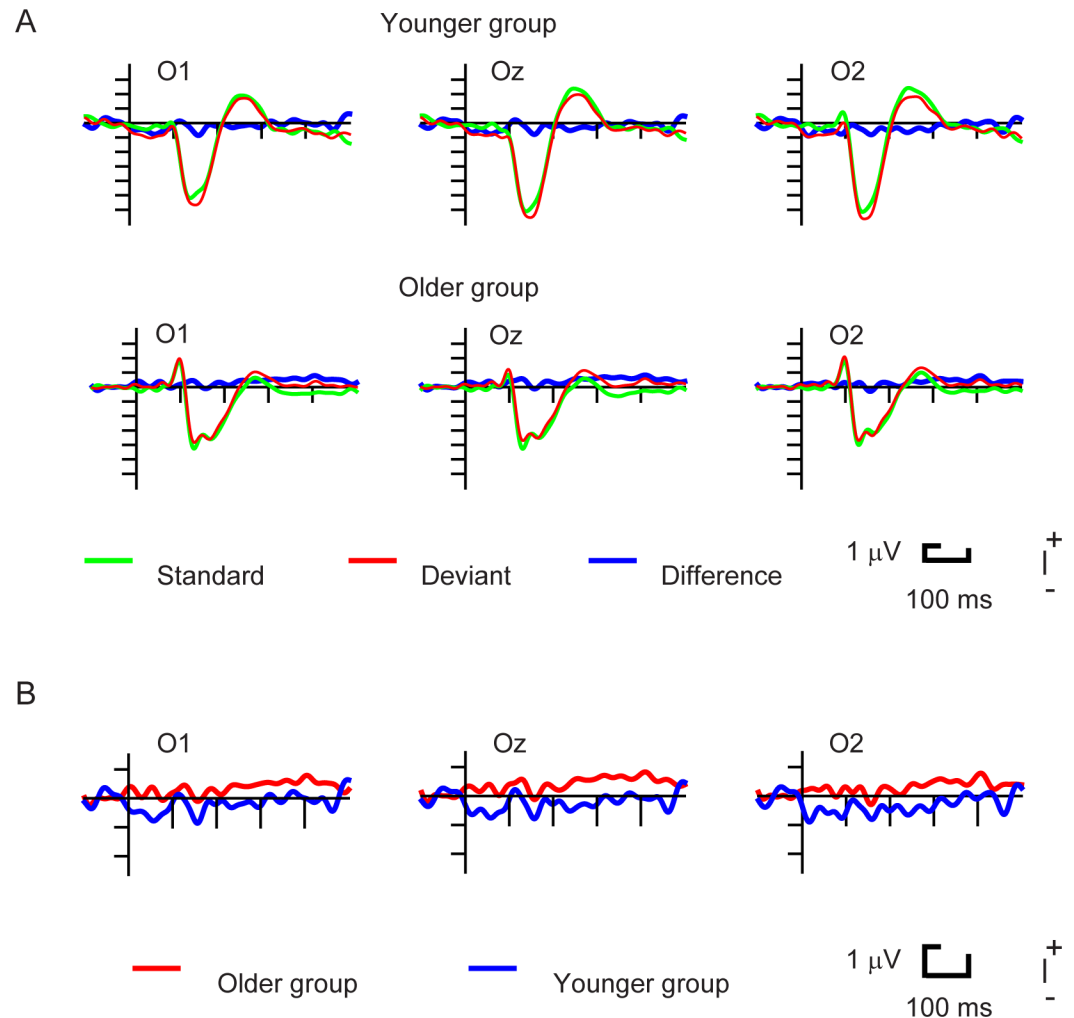 A
Younger group
O1
Oz
O2
Older group
O1
Oz
O2
Standard
Deviant
Difference
1 μV
100 ms
+
-
B
O1
Oz
O2
Older group
Younger group
1 μV
100 ms
+
-